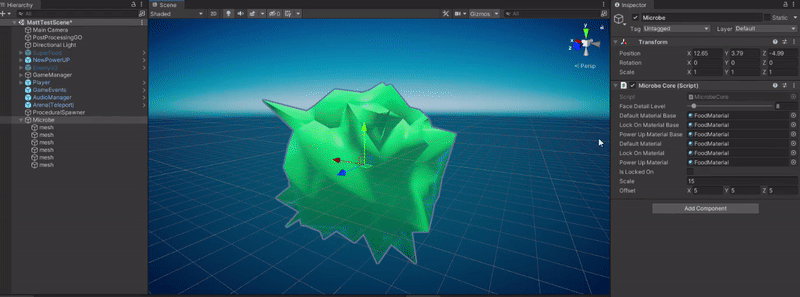 Hierarchy
All
MattTestScene*
Main Camera
PostProcessingGO
Directional Light
NewPowerUP
GameManager
Player
GameEvents
AudioManager
Arena(Teleport)
ProceduralSpawner
Microbe
mesh
mesh
mesh
mesh
mesh
mesh
Scene
Shaded
2D
Gizmos
All
y
x
z
Persp
Inspector
Microbe
Static
Tag Untagged
Layer Default
Transform
Position X 12.65 Y 3.79 Z -4.99
Rotation X 0 Y 0 Z 0
Scale X 1 Y 1 Z 1
Microbe Core (Script)
Script MicrobeCore
Face Detail Level 8
Default Material Base FoodMaterial
Lock On Material Base FoodMaterial
Power Up Material Base FoodMaterial
Default Material FoodMaterial
Lock On Material FoodMaterial
Power Up Material FoodMaterial
Is Locked On
Scale 15
Offset X 5 Y 5 Z 5
Add Component